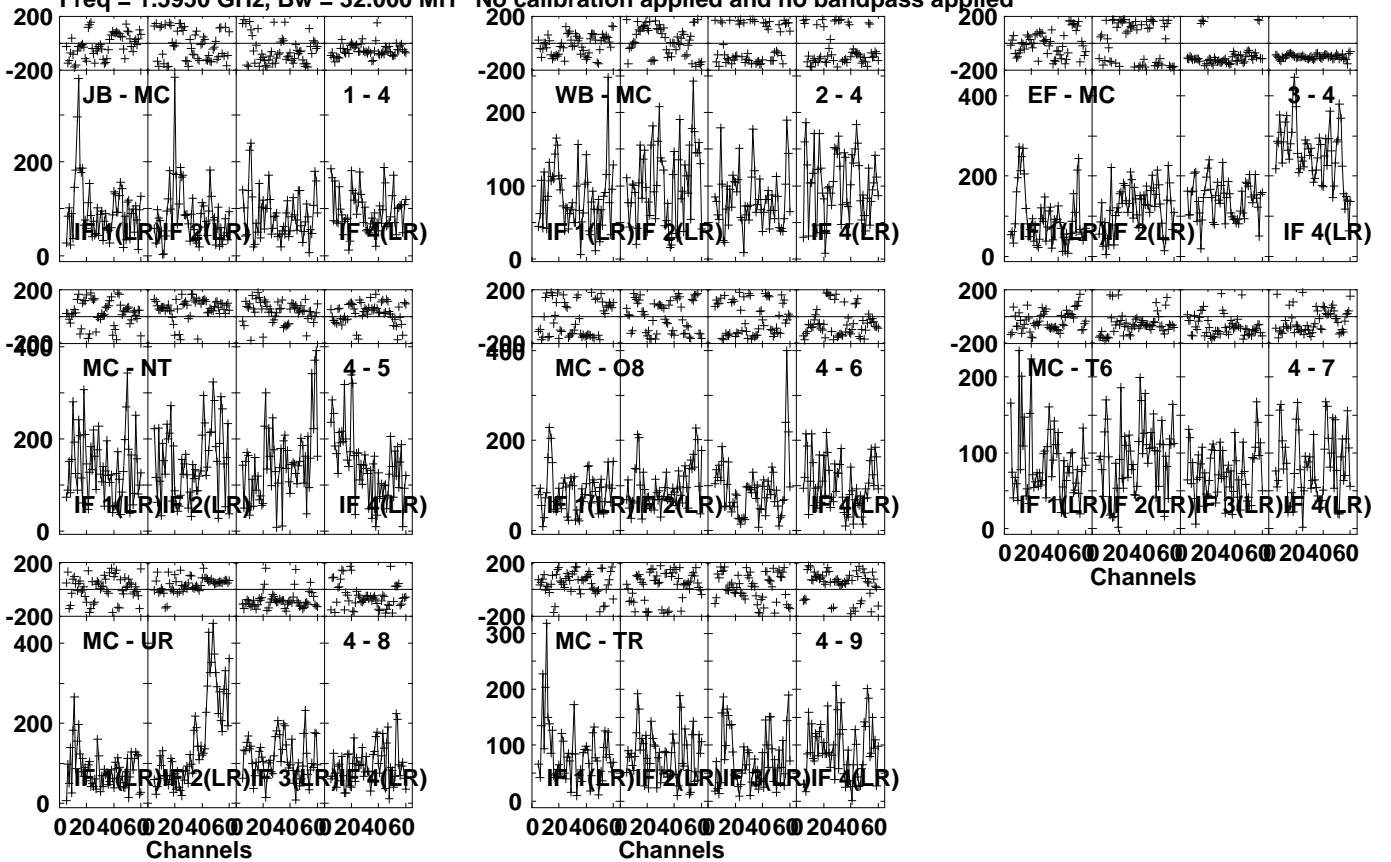 Freq = 1.5950 GHz, Bw = 32.000 MH No calibration applied and no bandpass applied
200
-200
JB - MC
1 - 4
200
100
0
IF 1(LR)
IF 2(LR)
IF 4(LR)
200
-200
WB - MC
2 - 4
200
100
0
IF 1(LR)
IF 2(LR)
IF 4(LR)
200
-200
EF - MC
3 - 4
400
200
0
IF 1(LR)
IF 2(LR)
IF 4(LR)
200
-200
400
MC - NT
4 - 5
200
0
IF 1(LR)
IF 2(LR)
IF 4(LR)
200
-200
400
MC - O8
4 - 6
200
0
IF 1(LR)
IF 2(LR)
IF 4(LR)
200
-200
MC - T6
4 - 7
200
100
0
IF 1(LR)
IF 2(LR)
IF 3(LR)
IF 4(LR)
0 20 40 60 0 20 40 60 0 20 40 60 0 20 40 60
Channels
200
-200
MC - UR
4 - 8
400
200
0
IF 1(LR)
IF 2(LR)
IF 3(LR)
IF 4(LR)
0 20 40 60 0 20 40 60 0 20 40 60 0 20 40 60
Channels
200
-200
MC - TR
4 - 9
300
200
100
0
IF 1(LR)
IF 2(LR)
IF 3(LR)
IF 4(LR)
0 20 40 60 0 20 40 60 0 20 40 60 0 20 40 60
Channels